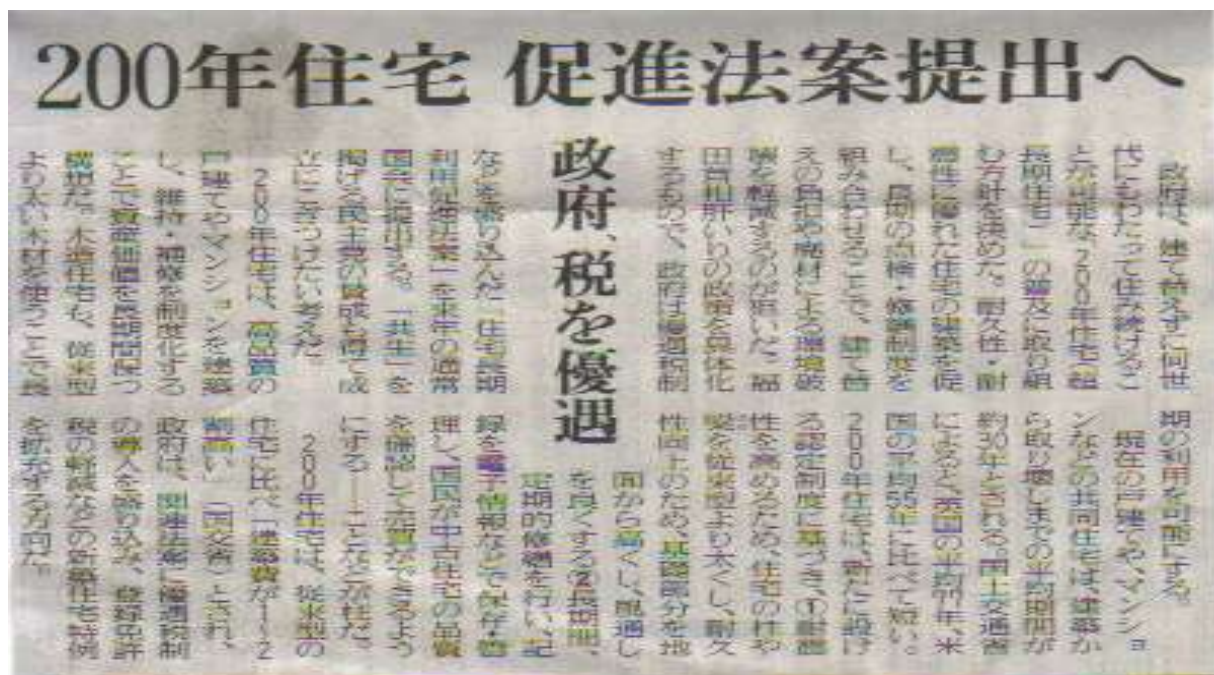 200年住宅 促進法案提出へ
政府、税を優遇
政府は、建て替えずに何世
代にもわたって住み続けるこ
とが可能な「200年住宅（超
長期住宅）」の普及に取り組
む方針を決めた。耐久性・耐
震性に優れた住宅の建築を促
し、長期の点検・修繕制度を
組み合わせることで、建て替
えの負担や廃材による環境破
壊を軽減するのが狙いだ。福
田首相肝いりの政策を具体化
するもので、政府は優遇税制
などを盛り込んだ「住宅長期
利用促進法案」を来年の通常
国会に提出する。「共生」を
掲げる民主党の賛成も得て成
立にこぎつけたい考えだ。
200年住宅は、高品質の
戸建てやマンションを建築
し、維持・補修を制度化する
ことで資産価値を長期間保つ
構想だ。木造住宅も、従来型
より太い木材を使うことで長
期の利用を可能にする。
現在の戸建てや、マンショ
ンなどの共同住宅は、建築か
ら取り壊しまでの平均期間が
約30年とされる。国土交通省
によると、英国の平均77年、米
国の平均55年に比べて短い。
200年住宅は、新たに設け
る認定制度に基づき、①耐震
性を高めるため、住宅の柱や
壁を従来型より太くし、耐久
性向上のため、基礎部分を地
面から高くし、風通し
を良くする②長期間、
定期的修繕を行い、記
録を電子情報などで保存・管
理し、国民が中古住宅の品質
を確認して売買ができるよう
にする――ことなどが柱だ。
200年住宅は、従来型の
住宅に比べ「建築費が1〜2
割高い」（国交省）とされ、
政府は、関連法案に優遇税制
の導入を盛り込み、登録免許
税の軽減などの新築住宅特例
を拡充する方向だ。